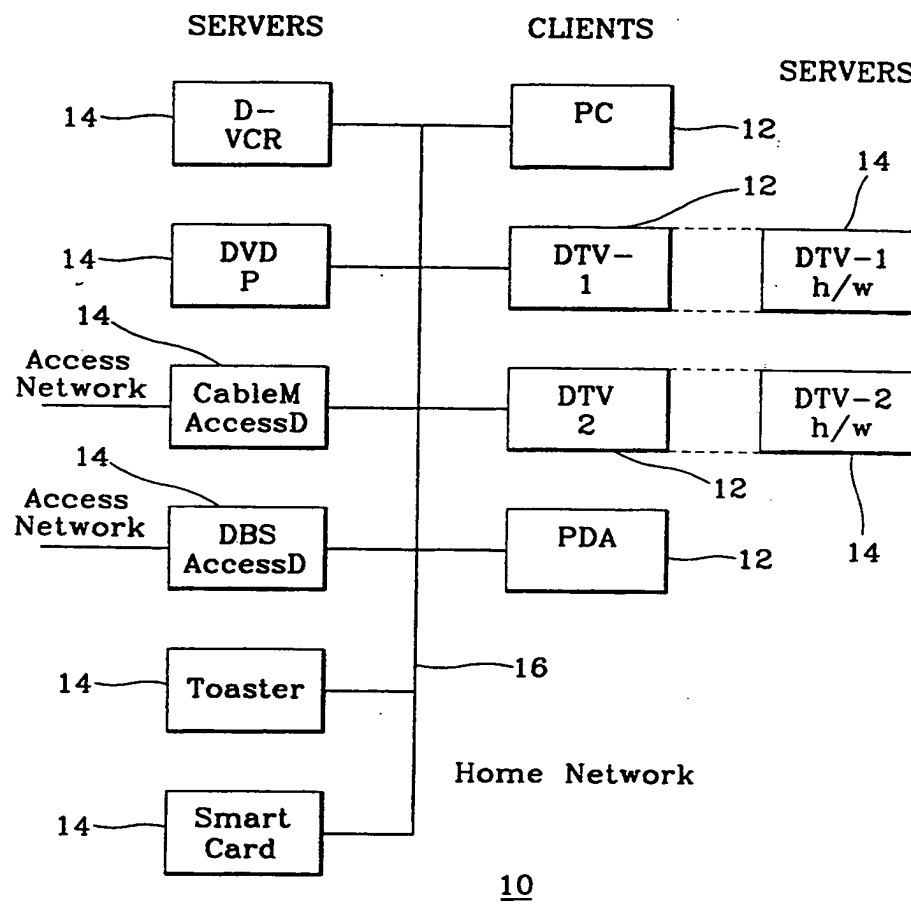 SERVERS
CLIENTS
SERVERS
14
D-
VCR
PC
12
12
14
14
DVD
P
DTV-
1
DTV-1
h/w
14
Access
Network
CableM
AccessD
DTV
2
DTV-2
h/w
14
12
Access
Network
DBS
AccessD
PDA
12
14
14
Toaster
16
Home Network
14
Smart
Card
10